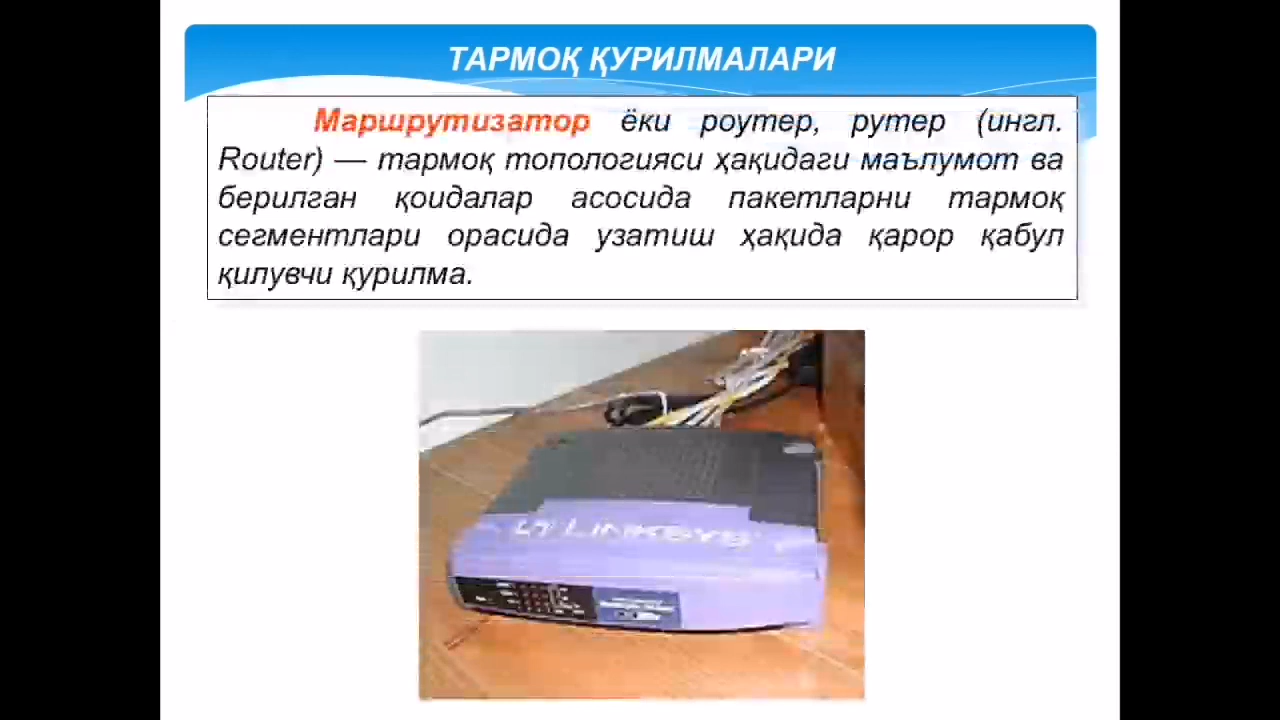 ТАРМОҚ ҚУРИЛМАЛАРИ
Маршрутизатор ёки роутер, рутер (ингл.
Router) — тармоқ топологияси ҳақидаги маълумот ва
берилган қоидалар асосида пакетларни тармоқ
сегментлари орасида узатиш ҳақида қарор қабул
қилувчи қурилма.
LINKSYS